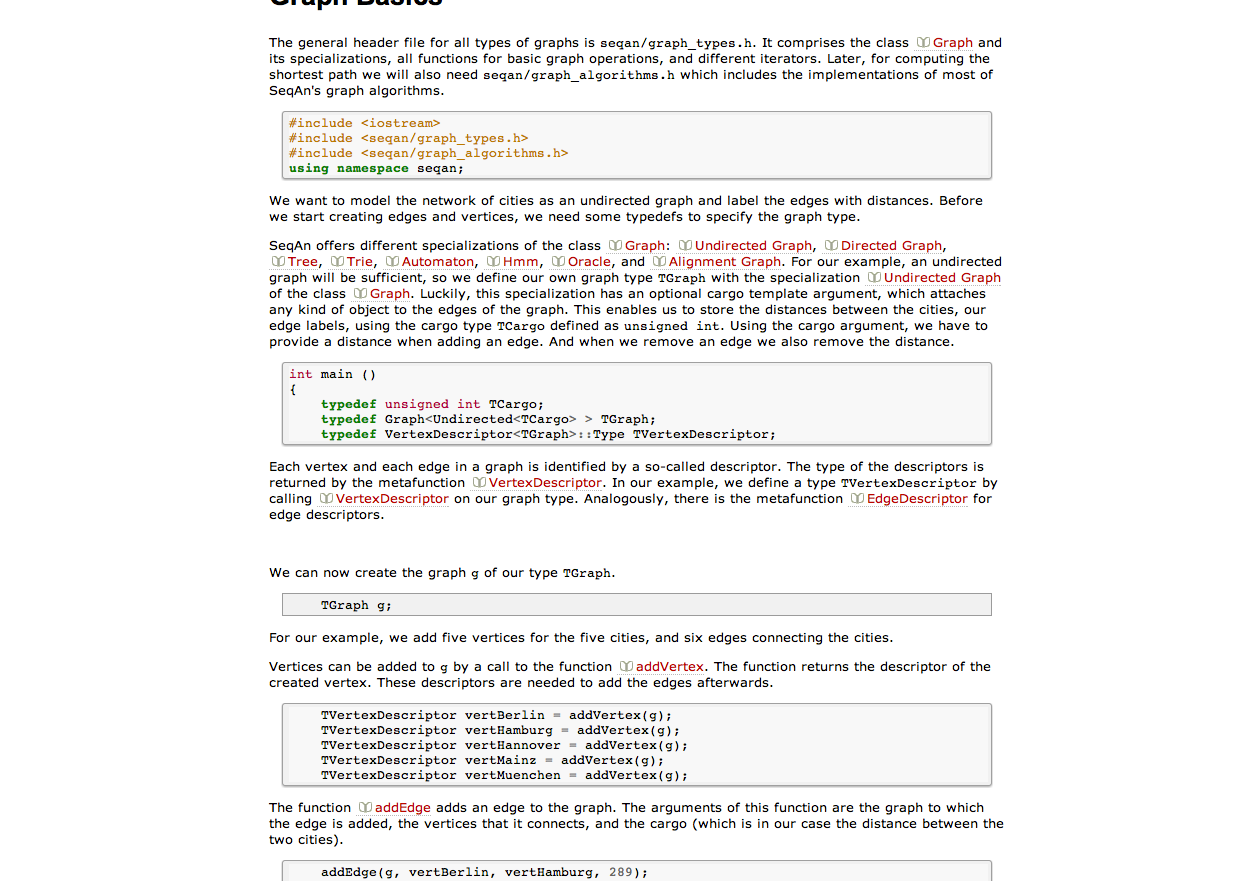 Graph Basics
The general header file for all types of graphs is seqan/graph_types.h. It comprises the class Graph and
its specializations, all functions for basic graph operations, and different iterators. Later, for computing the
shortest path we will also need seqan/graph_algorithms.h which includes the implementations of most of
SeqAn's graph algorithms.
#include <iostream>
#include <seqan/graph_types.h>
#include <seqan/graph_algorithms.h>
using namespace seqan;
We want to model the network of cities as an undirected graph and label the edges with distances. Before
we start creating edges and vertices, we need some typedefs to specify the graph type.
SeqAn offers different specializations of the class Graph: Undirected Graph, Directed Graph,
Tree, Trie, Automaton, Hmm, Oracle, and Alignment Graph. For our example, an undirected
graph will be sufficient, so we define our own graph type TGraph with the specialization Undirected Graph
of the class Graph. Luckily, this specialization has an optional cargo template argument, which attaches
any kind of object to the edges of the graph. This enables us to store the distances between the cities, our
edge labels, using the cargo type TCargo defined as unsigned int. Using the cargo argument, we have to
provide a distance when adding an edge. And when we remove an edge we also remove the distance.
int main ()
{
typedef unsigned int TCargo;
typedef Graph<Undirected<TCargo> > TGraph;
typedef VertexDescriptor<TGraph>::Type TVertexDescriptor;
Each vertex and each edge in a graph is identified by a so-called descriptor. The type of the descriptors is
returned by the metafunction VertexDescriptor. In our example, we define a type TVertexDescriptor by
calling VertexDescriptor on our graph type. Analogously, there is the metafunction EdgeDescriptor for
edge descriptors.
We can now create the graph g of our type TGraph.
TGraph g;
For our example, we add five vertices for the five cities, and six edges connecting the cities.
Vertices can be added to g by a call to the function addVertex. The function returns the descriptor of the
created vertex. These descriptors are needed to add the edges afterwards.
TVertexDescriptor vertBerlin = addVertex(g);
TVertexDescriptor vertHamburg = addVertex(g);
TVertexDescriptor vertHannover = addVertex(g);
TVertexDescriptor vertMainz = addVertex(g);
TVertexDescriptor vertMuenchen = addVertex(g);
The function addEdge adds an edge to the graph. The arguments of this function are the graph to which
the edge is added, the vertices that it connects, and the cargo (which is in our case the distance between the
two cities).
addEdge(g, vertBerlin, vertHamburg, 289);